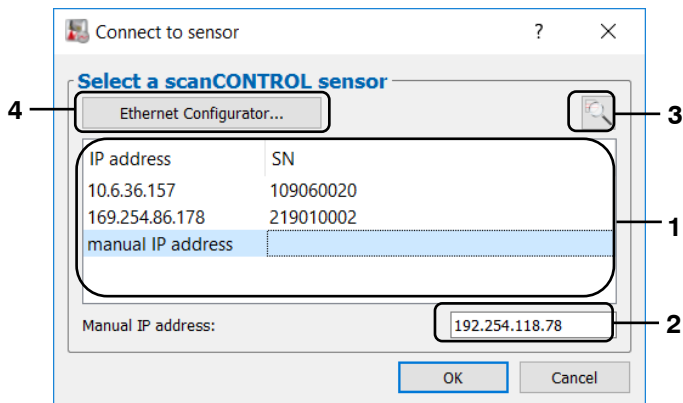 Connect to sensor ?
Select a scanCONTROL sensor
4 Ethernet Configurator... 3
IP address SN
10.6.36.157 109060020
169.254.86.178 219010002
1
manual IP address
Manual IP address: 192.254.118.78 2
OK Cancel